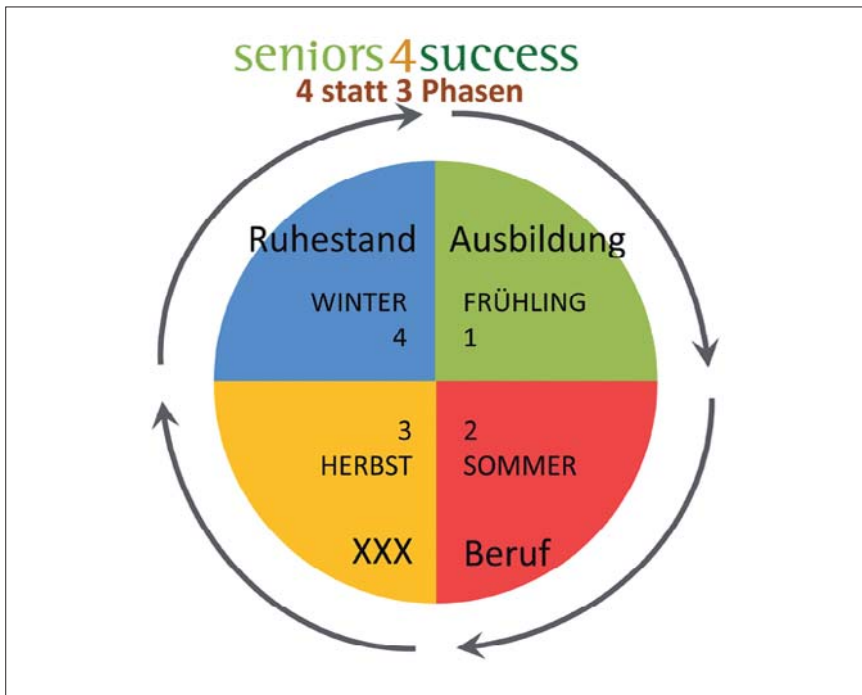 seniors4success
4 statt 3 Phasen
Ruhestand
WINTER
4
Ausbildung
FRÜHLING
1
3
HERBST
XXX
2
SOMMER
Beruf